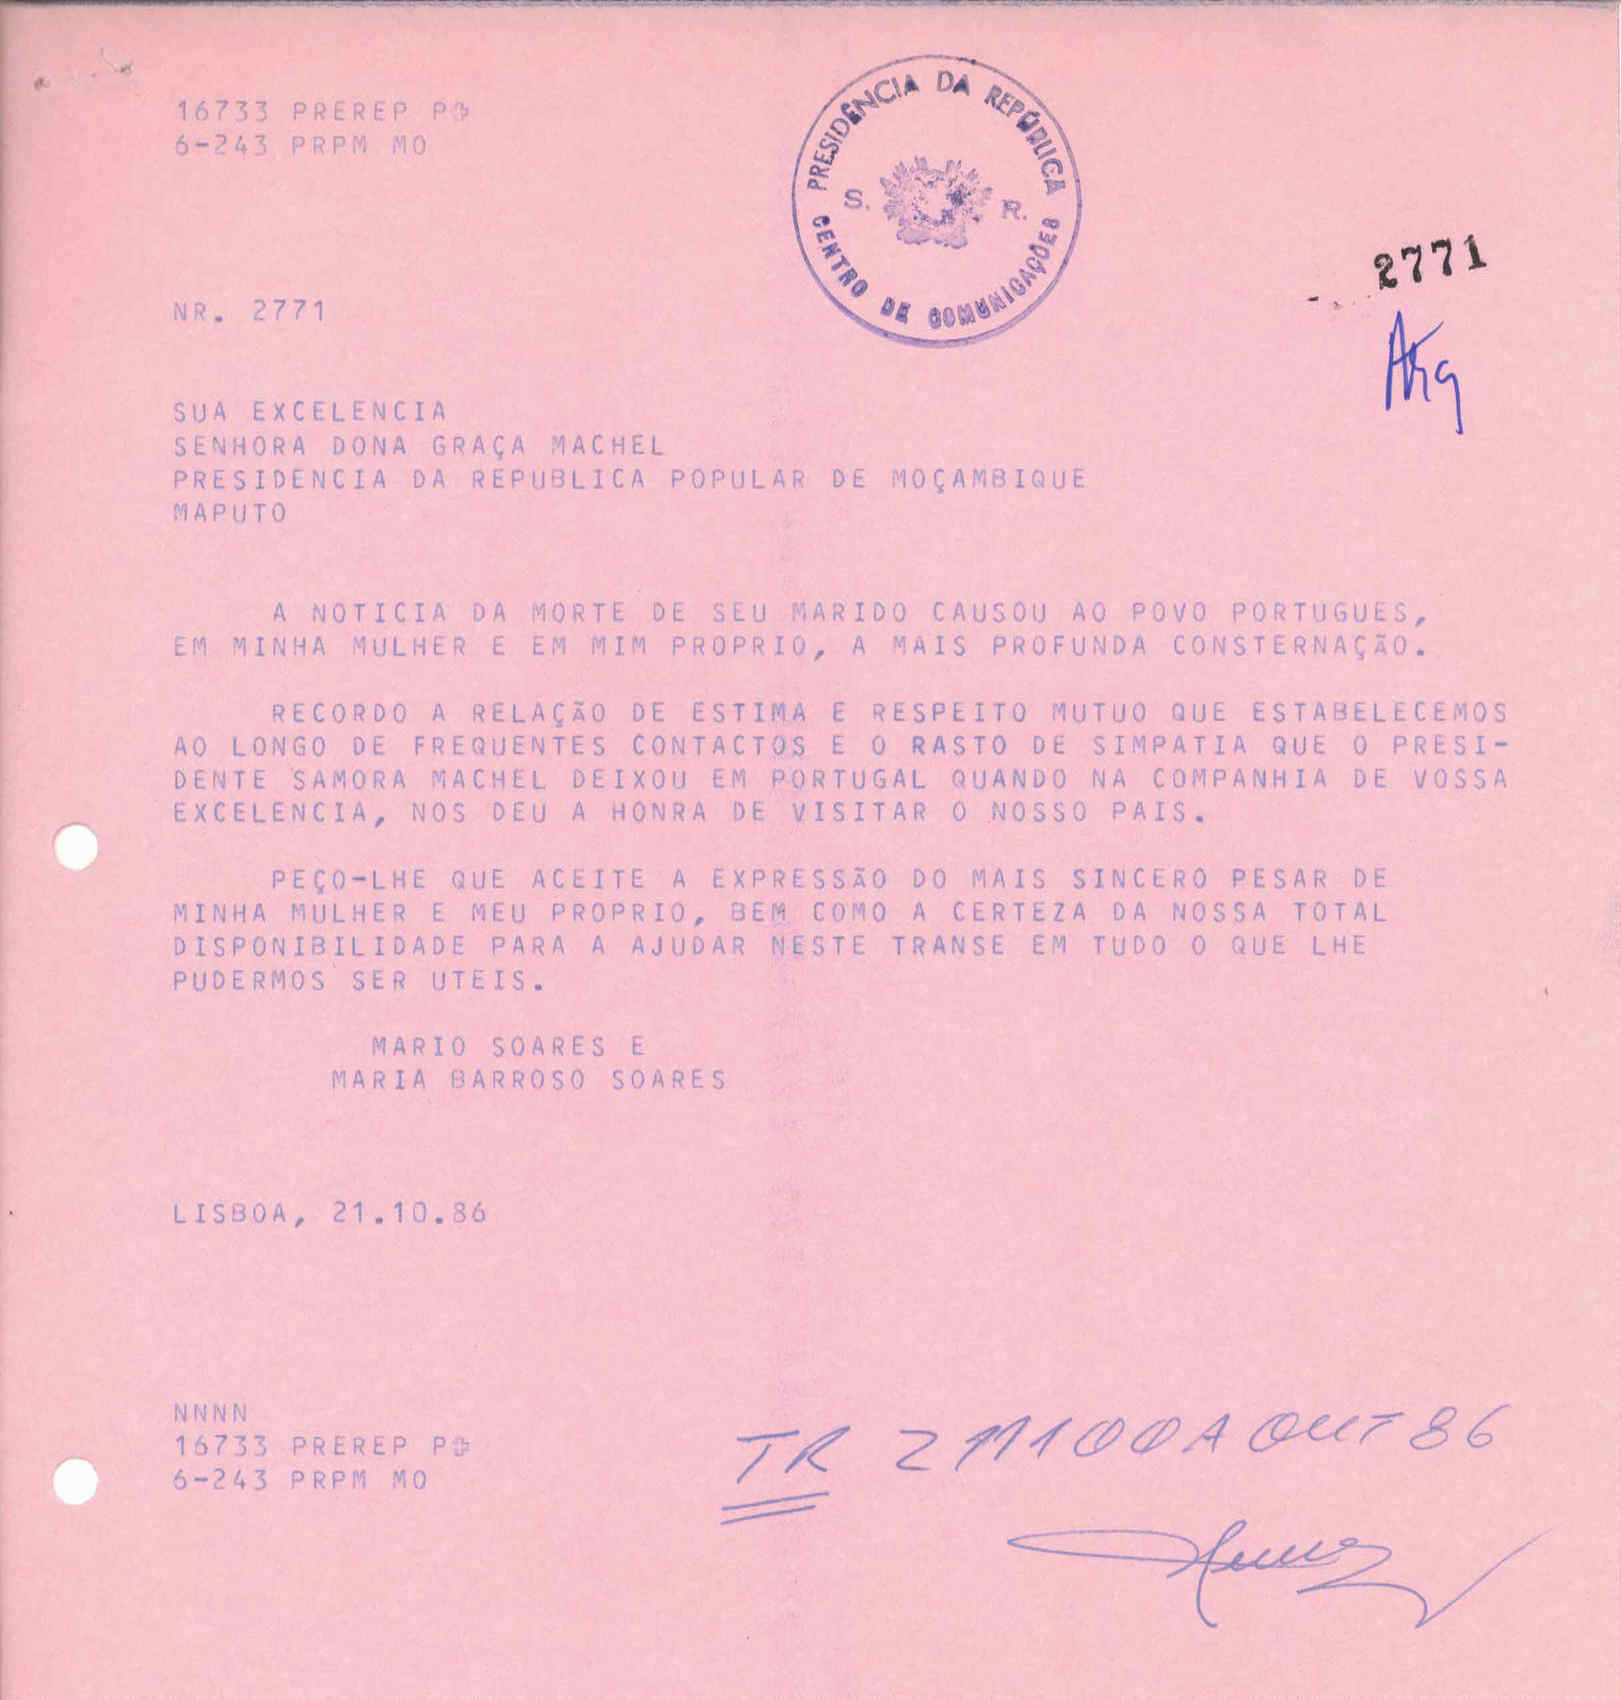 16733 PREREP P
6-243 PRPM MO
PRESIDÊNCIA DA REPÚBLICA
S. R.
CENTRO DE COMUNICAÇÕES
2771
NR. 2771
Arq
SUA EXCELENCIA
SENHORA DONA GRAÇA MACHEL
PRESIDENCIA DA REPUBLICA POPULAR DE MOÇAMBIQUE
MAPUTO
A NOTICIA DA MORTE DE SEU MARIDO CAUSOU AO POVO PORTUGUES,
EM MINHA MULHER E EM MIM PROPRIO, A MAIS PROFUNDA CONSTERNAÇÃO.
RECORDO A RELAÇÃO DE ESTIMA E RESPEITO MUTUO QUE ESTABELECEMOS
AO LONGO DE FREQUENTES CONTACTOS E O RASTO DE SIMPATIA QUE O PRESI-
DENTE SAMORA MACHEL DEIXOU EM PORTUGAL QUANDO NA COMPANHIA DE VOSSA
EXCELENCIA, NOS DEU A HONRA DE VISITAR O NOSSO PAIS.
PEÇO-LHE QUE ACEITE A EXPRESSÃO DO MAIS SINCERO PESAR DE
MINHA MULHER E MEU PROPRIO, BEM COMO A CERTEZA DA NOSSA TOTAL
DISPONIBILIDADE PARA A AJUDAR NESTE TRANSE EM TUDO O QUE LHE
PUDERMOS SER UTEIS.
MARIO SOARES E
MARIA BARROSO SOARES
LISBOA, 21.10.86
NNNN
16733 PREREP P
6-243 PRPM MO
TR 211100A OUT 86